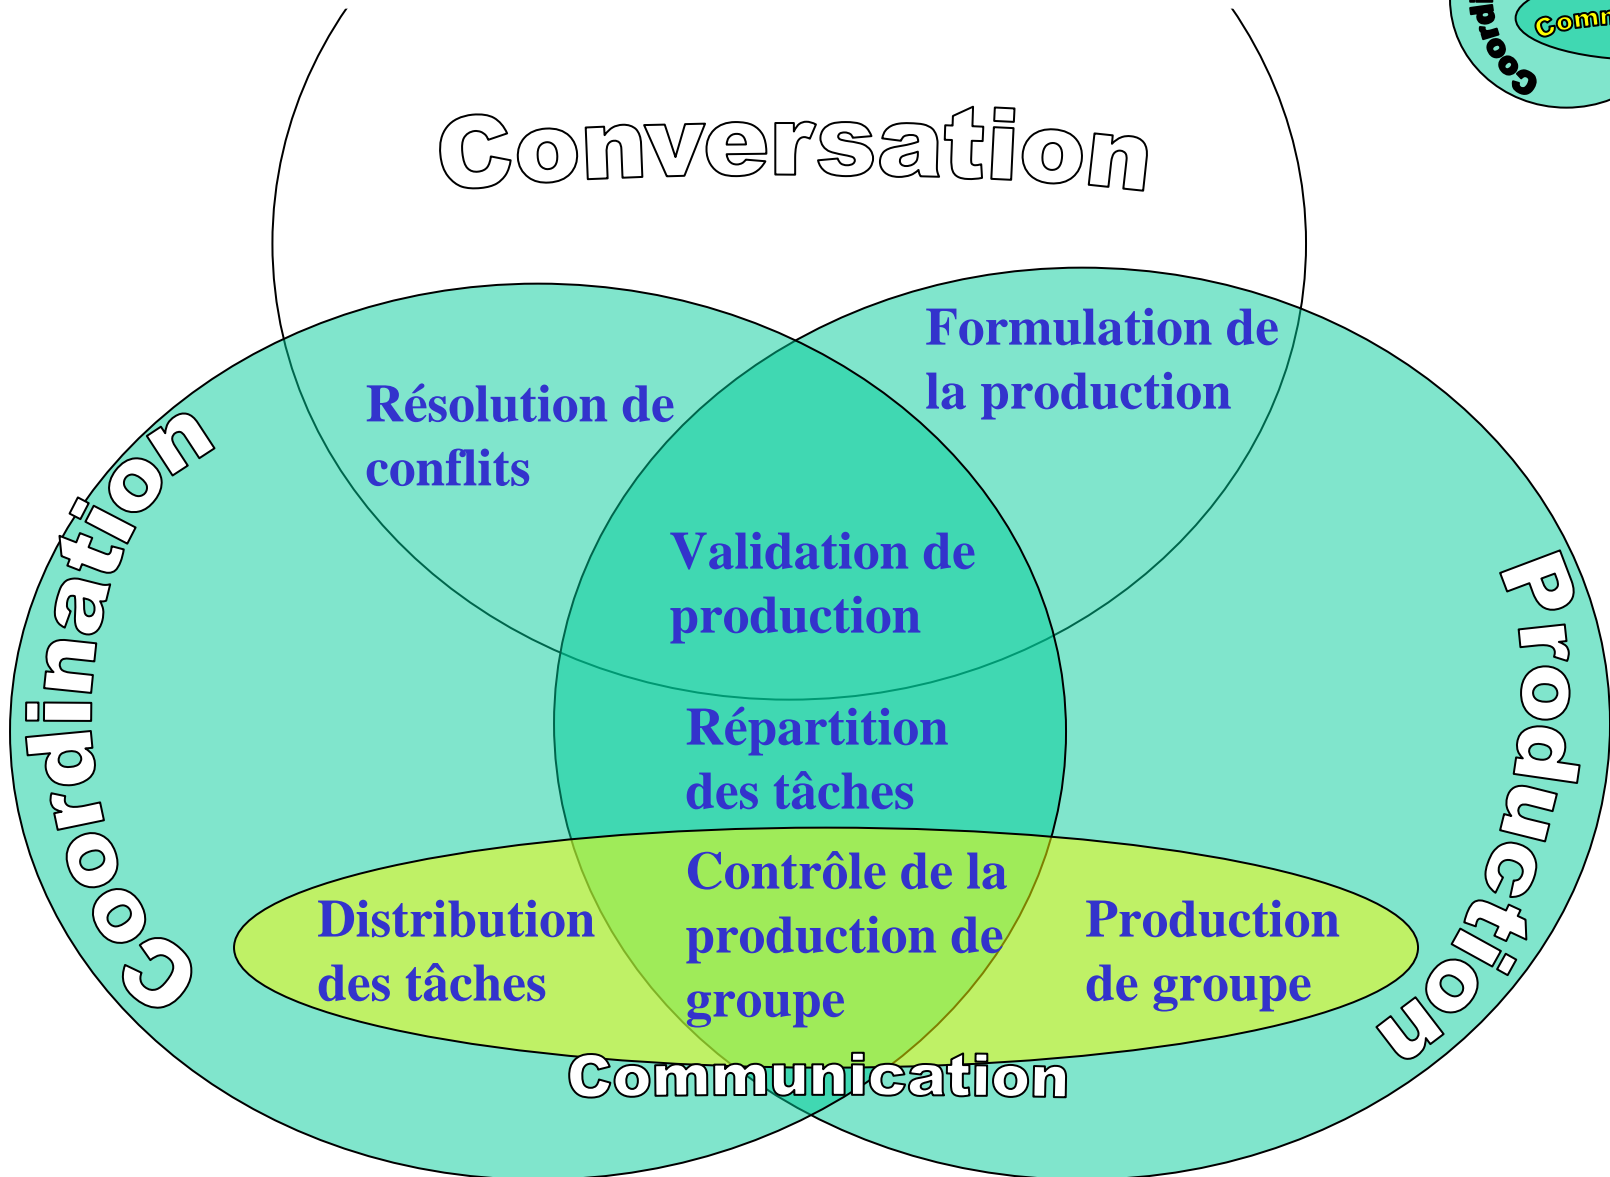 Conversation
Formulation de
la production
Résolution de
conflits
Coordination
Validation de
production
Production
Répartition
des tâches
Contrôle de la
production de
groupe
Distribution
des tâches
Production
de groupe
Communication